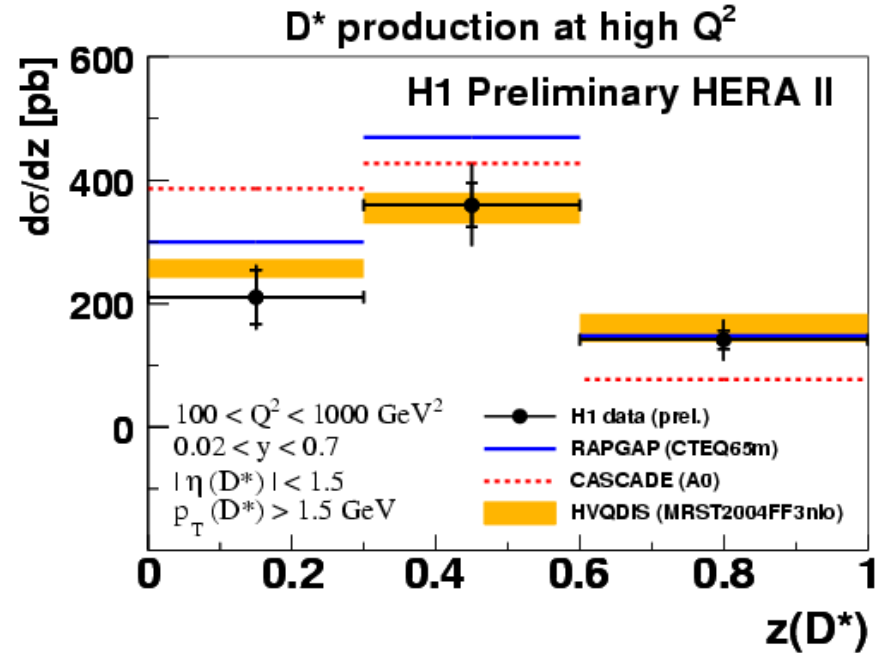 D* production at high Q²
H1 Preliminary HERA II
dσ/dz [pb]
600
400
200
0
100 < Q² < 1000 GeV²
0.02 < y < 0.7
| η (D*) | < 1.5
p_T (D*) > 1.5 GeV
H1 data (prel.)
RAPGAP (CTEQ65m)
CASCADE (A0)
HVQDIS (MRST2004FF3nlo)
0 0.2 0.4 0.6 0.8 1
z(D*)